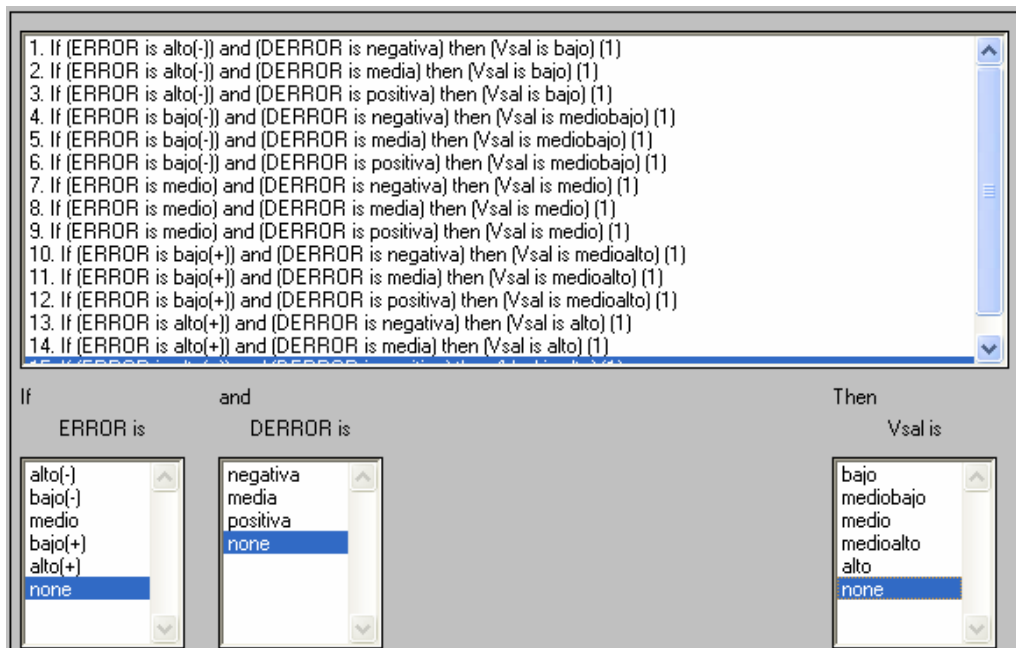 1. If (ERROR is alto(-)) and (DERROR is negativa) then (Vsal is bajo) (1)
2. If (ERROR is alto(-)) and (DERROR is media) then (Vsal is bajo) (1)
3. If (ERROR is alto(-)) and (DERROR is positiva) then (Vsal is bajo) (1)
4. If (ERROR is bajo(-)) and (DERROR is negativa) then (Vsal is mediobajo) (1)
5. If (ERROR is bajo(-)) and (DERROR is media) then (Vsal is mediobajo) (1)
6. If (ERROR is bajo(-)) and (DERROR is positiva) then (Vsal is mediobajo) (1)
7. If (ERROR is medio) and (DERROR is negativa) then (Vsal is medio) (1)
8. If (ERROR is medio) and (DERROR is media) then (Vsal is medio) (1)
9. If (ERROR is medio) and (DERROR is positiva) then (Vsal is medio) (1)
10. If (ERROR is bajo(+)) and (DERROR is negativa) then (Vsal is medioalto) (1)
11. If (ERROR is bajo(+)) and (DERROR is media) then (Vsal is medioalto) (1)
12. If (ERROR is bajo(+)) and (DERROR is positiva) then (Vsal is medioalto) (1)
13. If (ERROR is alto(+)) and (DERROR is negativa) then (Vsal is alto) (1)
14. If (ERROR is alto(+)) and (DERROR is media) then (Vsal is alto) (1)
If and Then
ERROR is DERROR is Vsal is
alto(-) negativa bajo
bajo(-) media mediobajo
medio positiva medio
bajo(+) none medioalto
alto(+) alto
none none